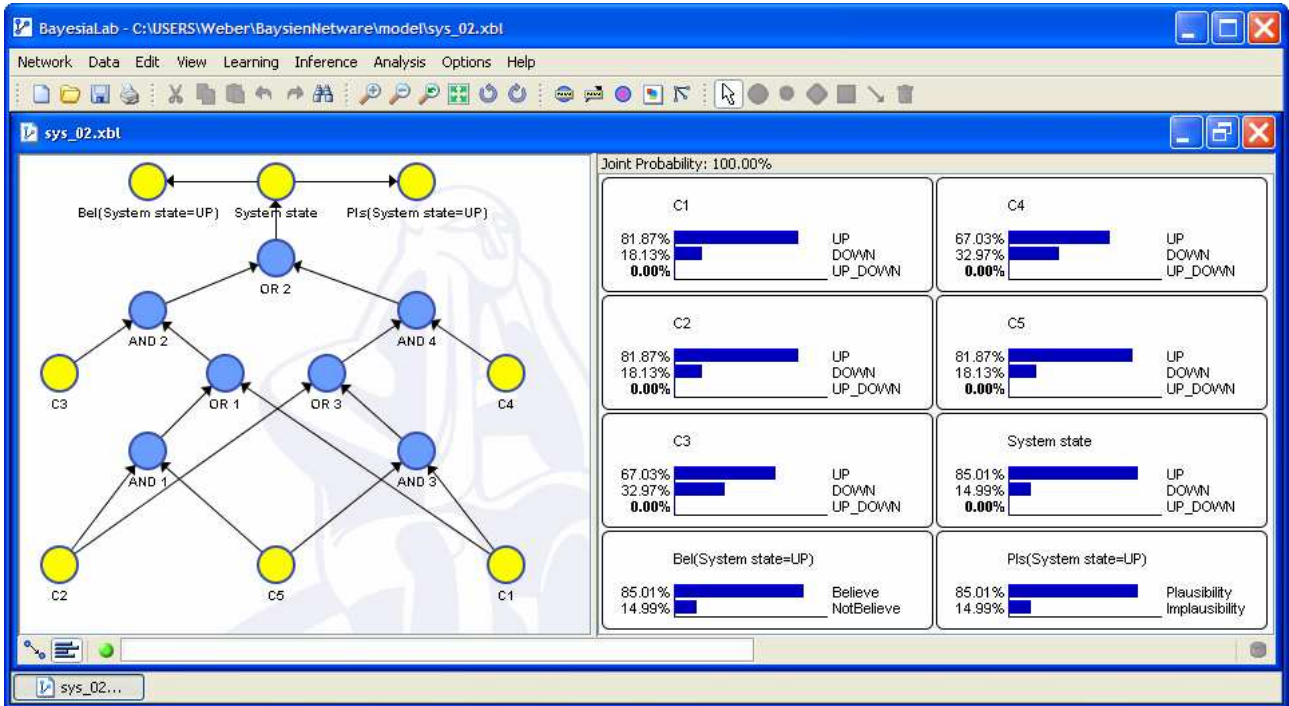 BayesiaLab - C:\USERS\Weber\BaysienNetware\model\sys_02.xbl
Network Data Edit View Learning Inference Analysis Options Help
sys_02.xbl
Bel(System state=UP) System state Pls(System state=UP)
OR 2
AND 2 AND 4
C3 OR 1 OR 3 C4
AND 1 AND 3
C2 C5 C1
Joint Probability: 100.00%
C1
81.87% UP
18.13% DOWN
0.00% UP_DOWN
C4
67.03% UP
32.97% DOWN
0.00% UP_DOWN
C2
81.87% UP
18.13% DOWN
0.00% UP_DOWN
C5
81.87% UP
18.13% DOWN
0.00% UP_DOWN
C3
67.03% UP
32.97% DOWN
0.00% UP_DOWN
System state
85.01% UP
14.99% DOWN
0.00% UP_DOWN
Bel(System state=UP)
85.01% Believe
14.99% NotBelieve
Pls(System state=UP)
85.01% Plausibility
14.99% Implausibility
sys_02...